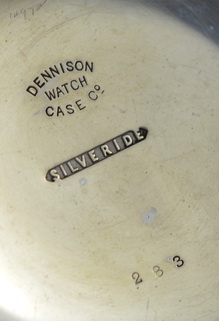 DENNISON
WATCH
CASE Co
SILVERIDE
2 B 3